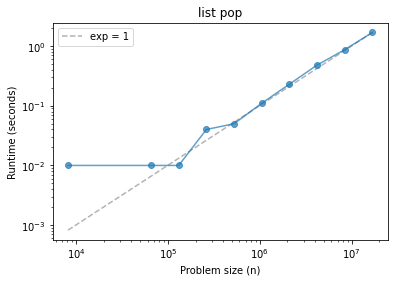 list pop
exp = 1
Runtime (seconds)
10⁰
10⁻¹
10⁻²
10⁻³
10⁴
10⁵
10⁶
10⁷
Problem size (n)